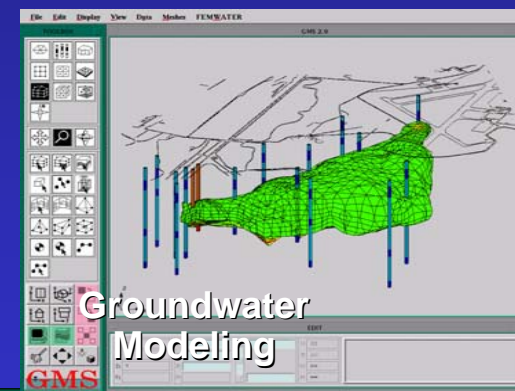 File Edit Display View Data Meshes FEMWATER
TOOLBOX
GMS 2.0
Groundwater
Modeling
EDIT
GMS